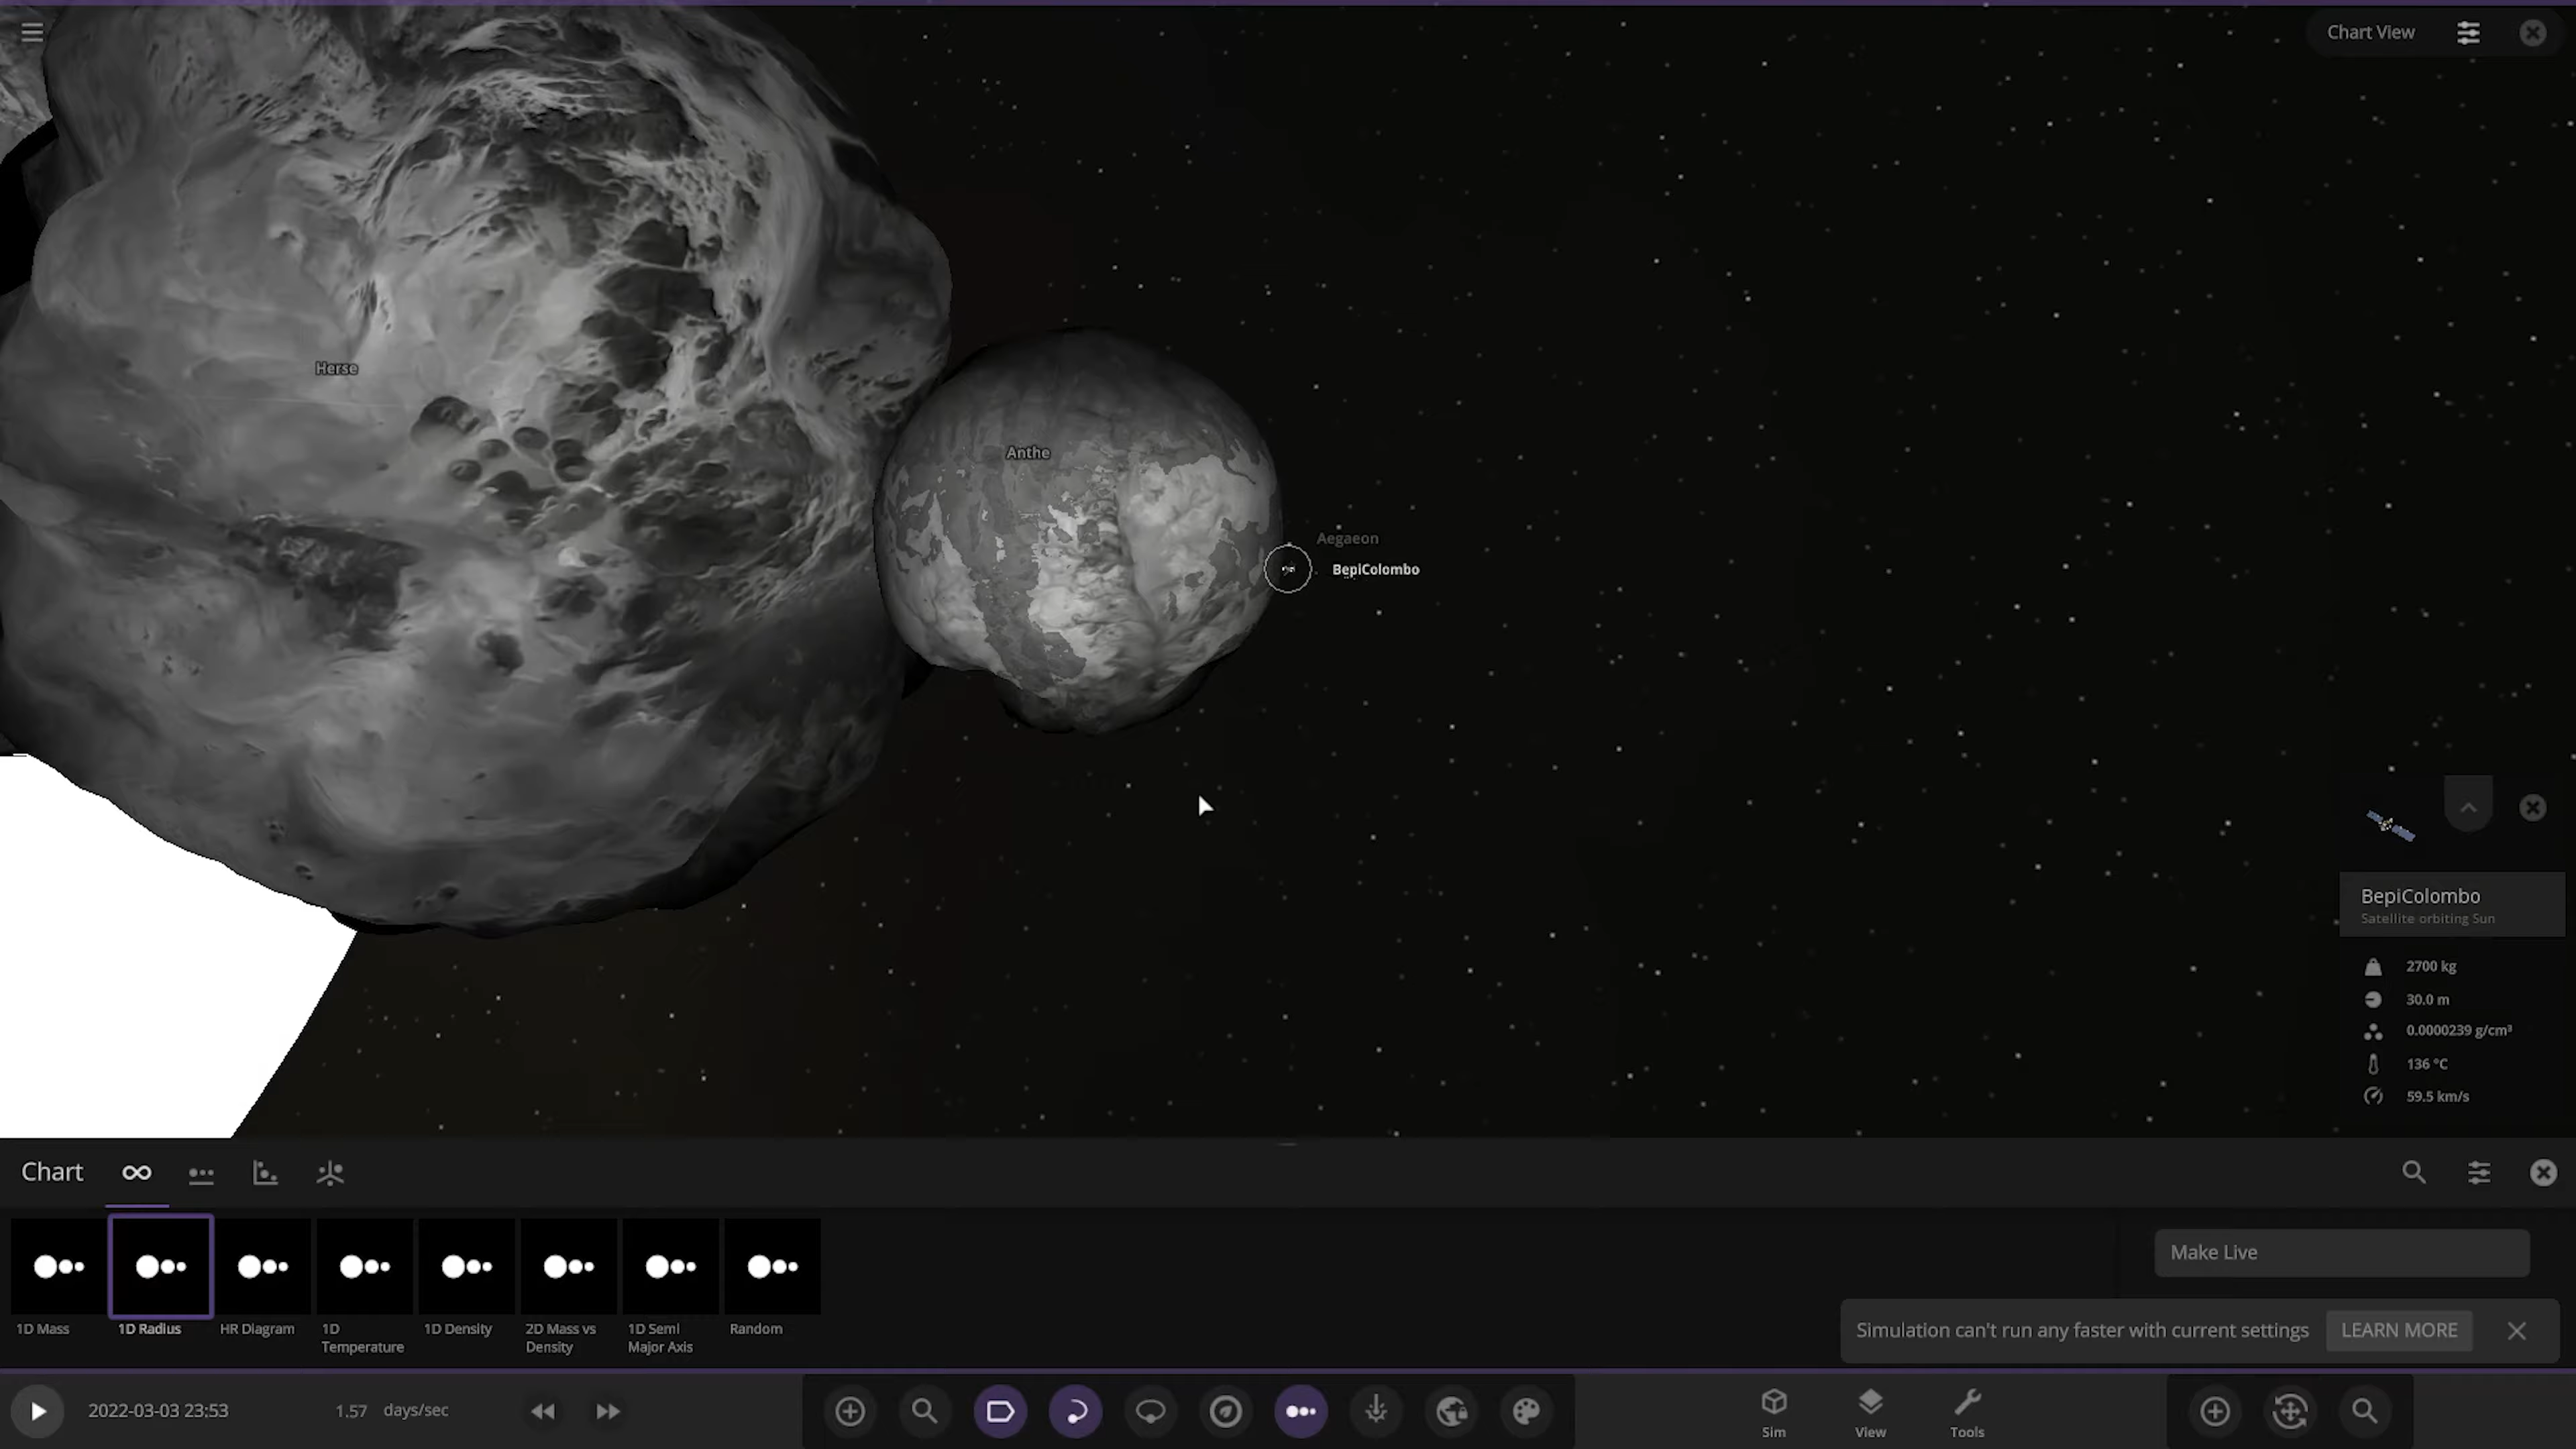 Chart View
Herse
Anthe
Aegaeon
BepiColombo
BepiColombo
Satellite orbiting Sun
2700 kg
30.0 m
0.0000239 g/cm³
136 °C
59.5 km/s
Chart
1D Mass
1D Radius
HR Diagram
1D
Temperature
1D Density
2D Mass vs
Density
1D Semi
Major Axis
Random
Make Live
Simulation can't run any faster with current settings
LEARN MORE
2022-03-03 23:53
1.57 days/sec
Sim
View
Tools